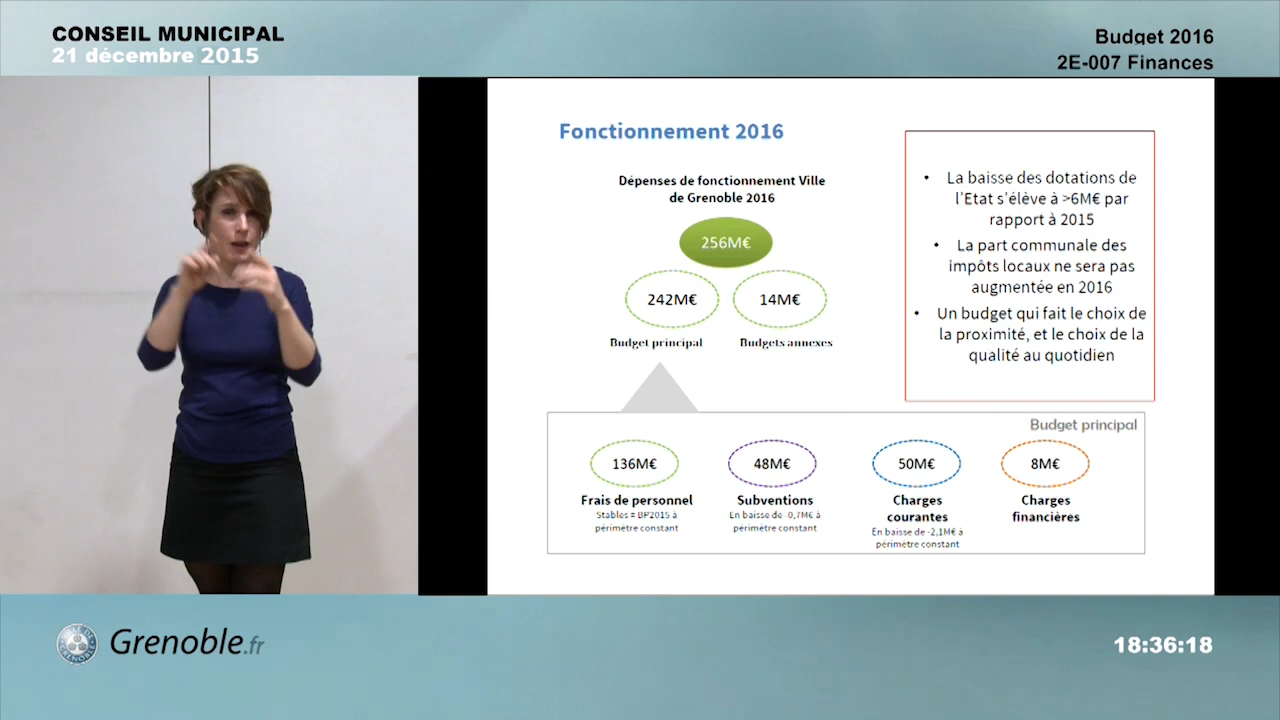 CONSEIL MUNICIPAL
21 décembre 2015
Budget 2016
2E-007 Finances
Fonctionnement 2016
Dépenses de fonctionnement Ville
de Grenoble 2016
256M€
242M€
14M€
Budget principal
Budgets annexes
• La baisse des dotations de
l'Etat s'élève à >6M€ par
rapport à 2015
• La part communale des
impôts locaux ne sera pas
augmentée en 2016
• Un budget qui fait le choix de
la proximité, et le choix de la
qualité au quotidien
Budget principal
136M€
48M€
50M€
8M€
Frais de personnel
Stables = BP2015 à
périmètre constant
Subventions
En baisse de -0,7M€ à
périmètre constant
Charges
courantes
En baisse de -2,1M€ à
périmètre constant
Charges
financières
Grenoble.fr
18:36:18